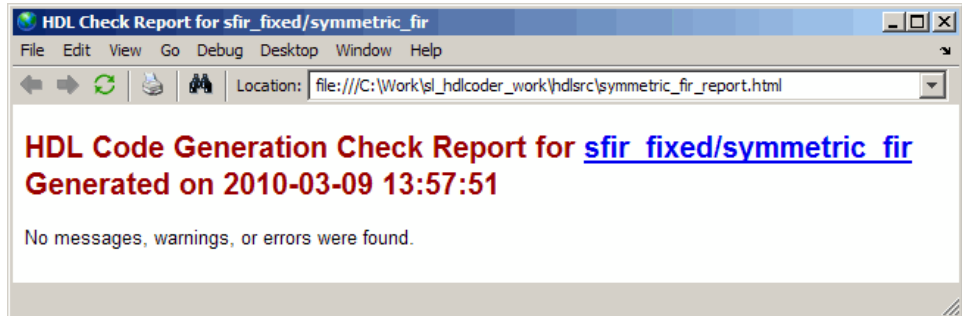 HDL Check Report for sfir_fixed/symmetric_fir
File Edit View Go Debug Desktop Window Help
Location: file:///C:\Work\sl_hdlcoder_work\hdlsrc\symmetric_fir_report.html
HDL Code Generation Check Report for sfir_fixed/symmetric_fir
Generated on 2010-03-09 13:57:51
No messages, warnings, or errors were found.